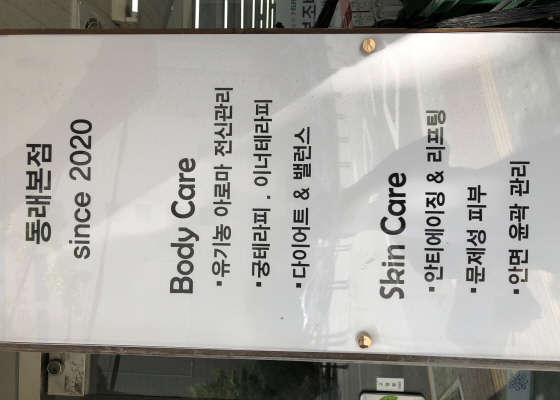 동래본점
since 2020
Body Care
▪유기농 아로마 전신관리
▪궁테라피 . 이너테라피
▪다이어트 & 밸런스
Skin Care
▪안티에이징 & 리프팅
▪문제성 피부
▪안면 윤곽 관리